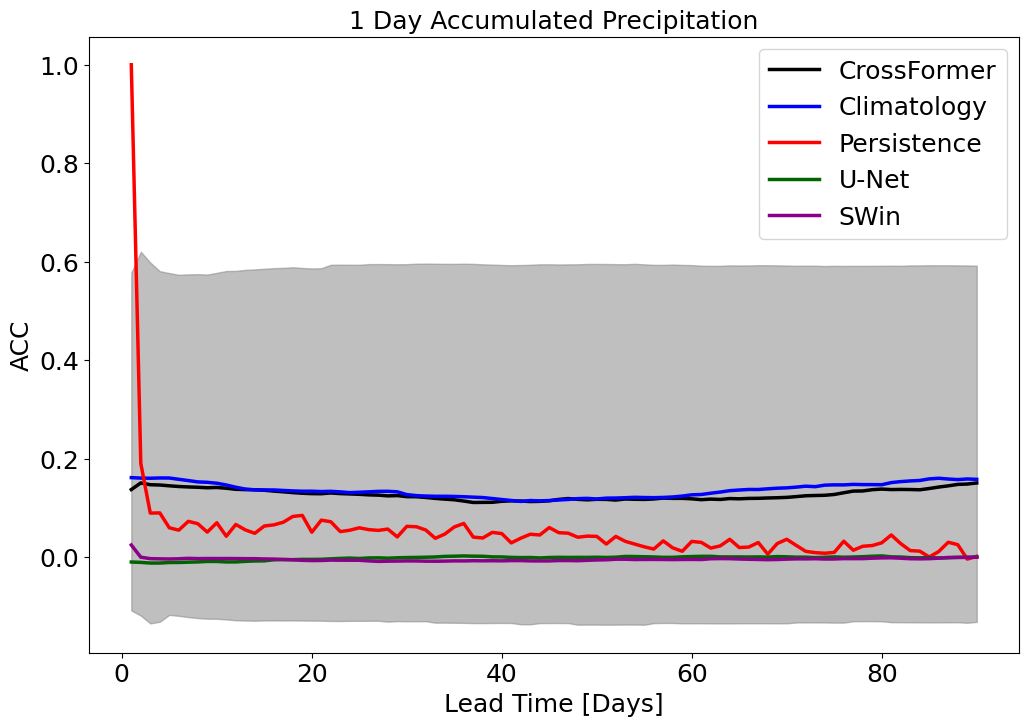 1 Day Accumulated Precipitation
1.0
0.8
0.6
0.4
0.2
0.0
ACC
CrossFormer
Climatology
Persistence
U-Net
SWin
0 20 40 60 80
Lead Time [Days]